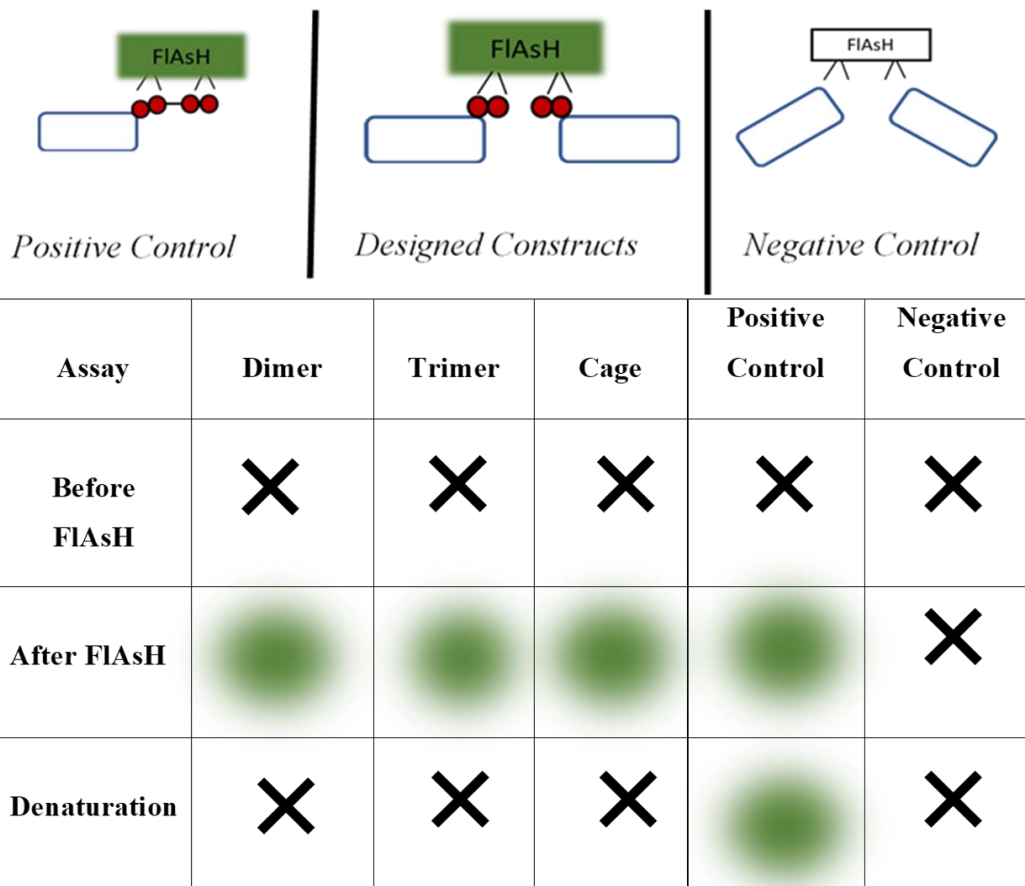 FlAsH
FlAsH
FlAsH
Positive Control
Designed Constructs
Negative Control
Assay
Dimer
Trimer
Cage
Positive
Control
Negative
Control
Before
FlAsH
After FlAsH
Denaturation